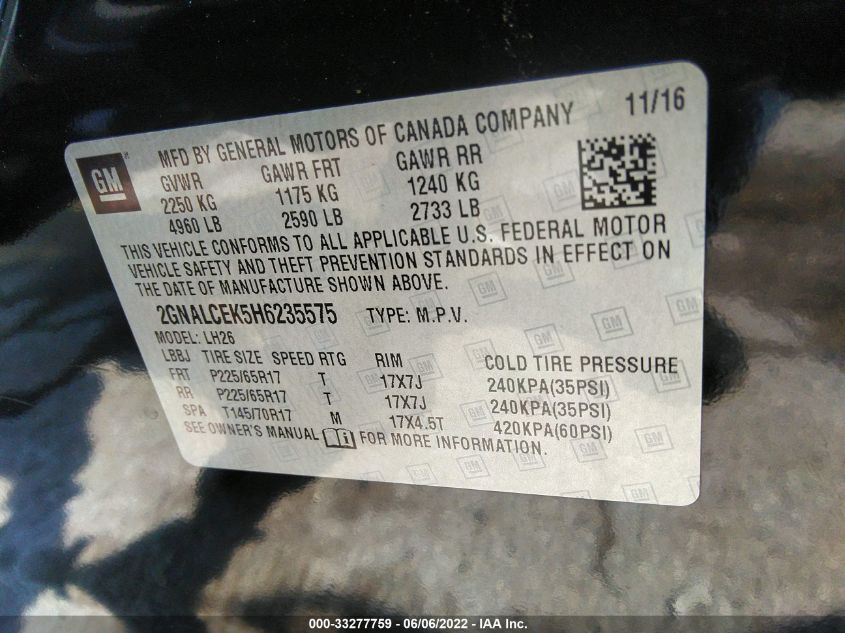 11/16
GM
MFD BY GENERAL MOTORS OF CANADA COMPANY
GVWR GAWR FRT GAWR RR
2250 KG 1175 KG 1240 KG
4960 LB 2590 LB 2733 LB
THIS VEHICLE CONFORMS TO ALL APPLICABLE U.S. FEDERAL MOTOR
VEHICLE SAFETY AND THEFT PREVENTION STANDARDS IN EFFECT ON
THE DATE OF MANUFACTURE SHOWN ABOVE.
2GNALCEK5H6235575 TYPE: M.P.V.
MODEL: LH26
LBBJ TIRE SIZE SPEED RTG RIM COLD TIRE PRESSURE
FRT P225/65R17 T 17X7J 240KPA(35PSI)
RR P225/65R17 T 17X7J 240KPA(35PSI)
SPA T145/70R17 M 17X4.5T 420KPA(60PSI)
SEE OWNER'S MANUAL FOR MORE INFORMATION.
000-33277759 - 06/06/2022 - IAA Inc.